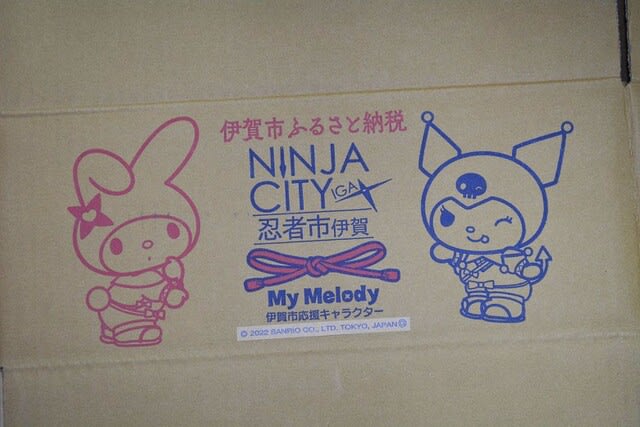 伊賀市ふるさと納税
NINJA
CITY IGA
忍者市伊賀
My Melody
伊賀市応援キャラクター
© 2022 SANRIO CO., LTD. TOKYO, JAPAN